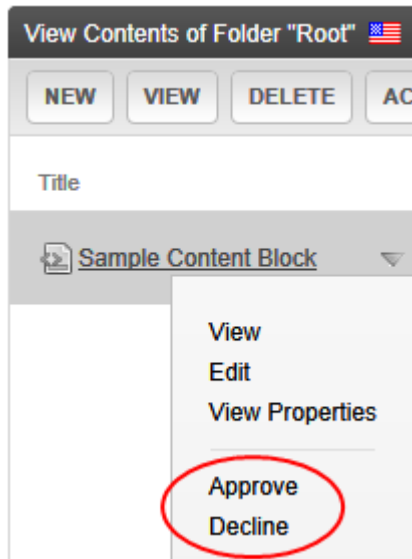 View Contents of Folder "Root"
NEW VIEW DELETE AC
Title
Sample Content Block
View
Edit
View Properties
Approve
Decline